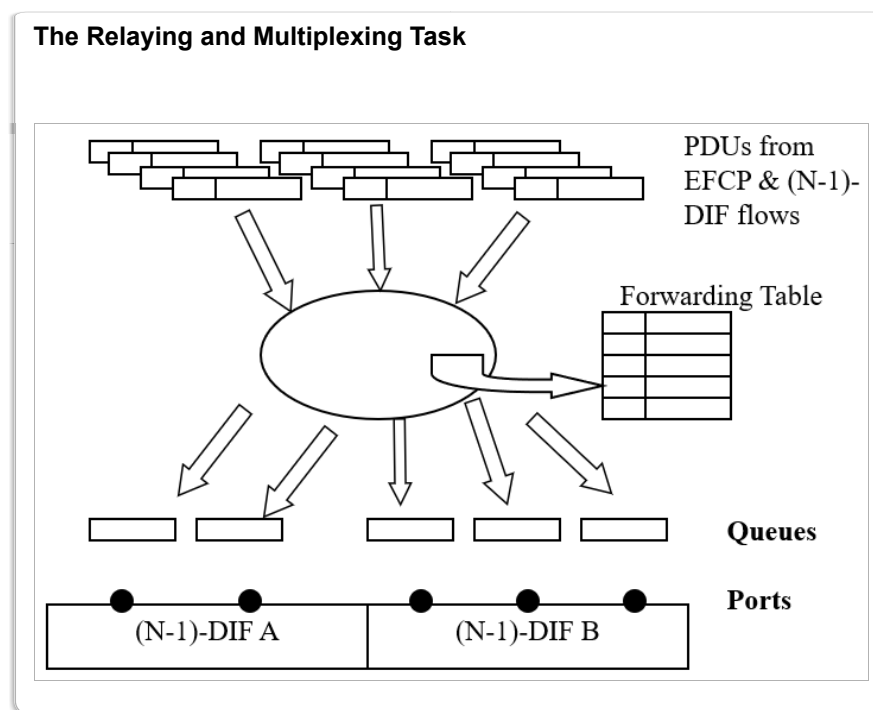 The Relaying and Multiplexing Task
PDUs from
EFCP & (N-1)-
DIF flows
Forwarding Table
Queues
Ports
(N-1)-DIF A
(N-1)-DIF B